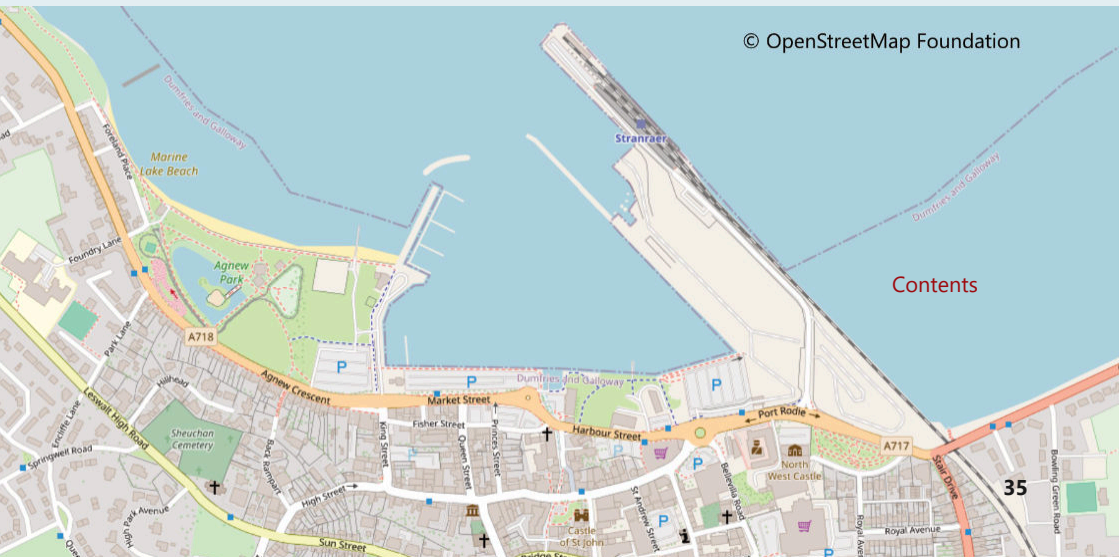 © OpenStreetMap Foundation
Dumfries and Galloway
Stranraer
Foreland Place
Marine
Lake Beach
Dumfries and Galloway
Foundry Lane
Agnew
Park
Contents
A718
Park Lane
P
P
Dumfries and Galloway
P
Agnew Crescent
Market Street
Hillhead
Port Rodie
Leswalt High Road
Fisher Street
Harbour Street
Sheuchan
Cemetery
King Street
Queen Street
Princes Street
A717
P
P
P
North
West Castle
Springwell Road
Back Rampart
Stair Drive
Bellevilla Road
Bowling Green Road
High Street
St Andrew Street
35
High Park Avenue
P
Castle
of St John
Royal Avenue
Sun Street
P